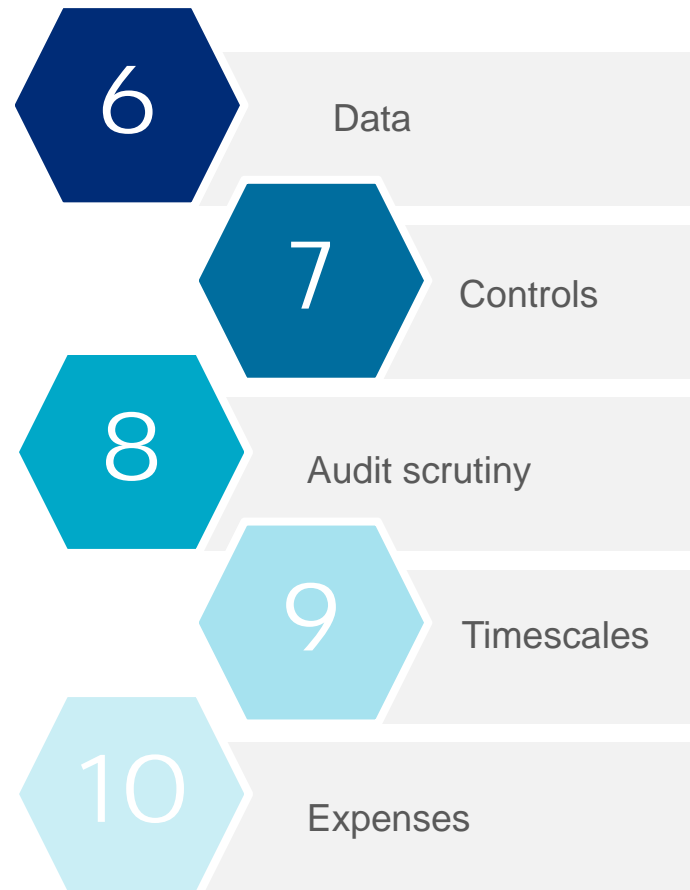 6
Data
7
Controls
8
Audit scrutiny
9
Timescales
10
Expenses